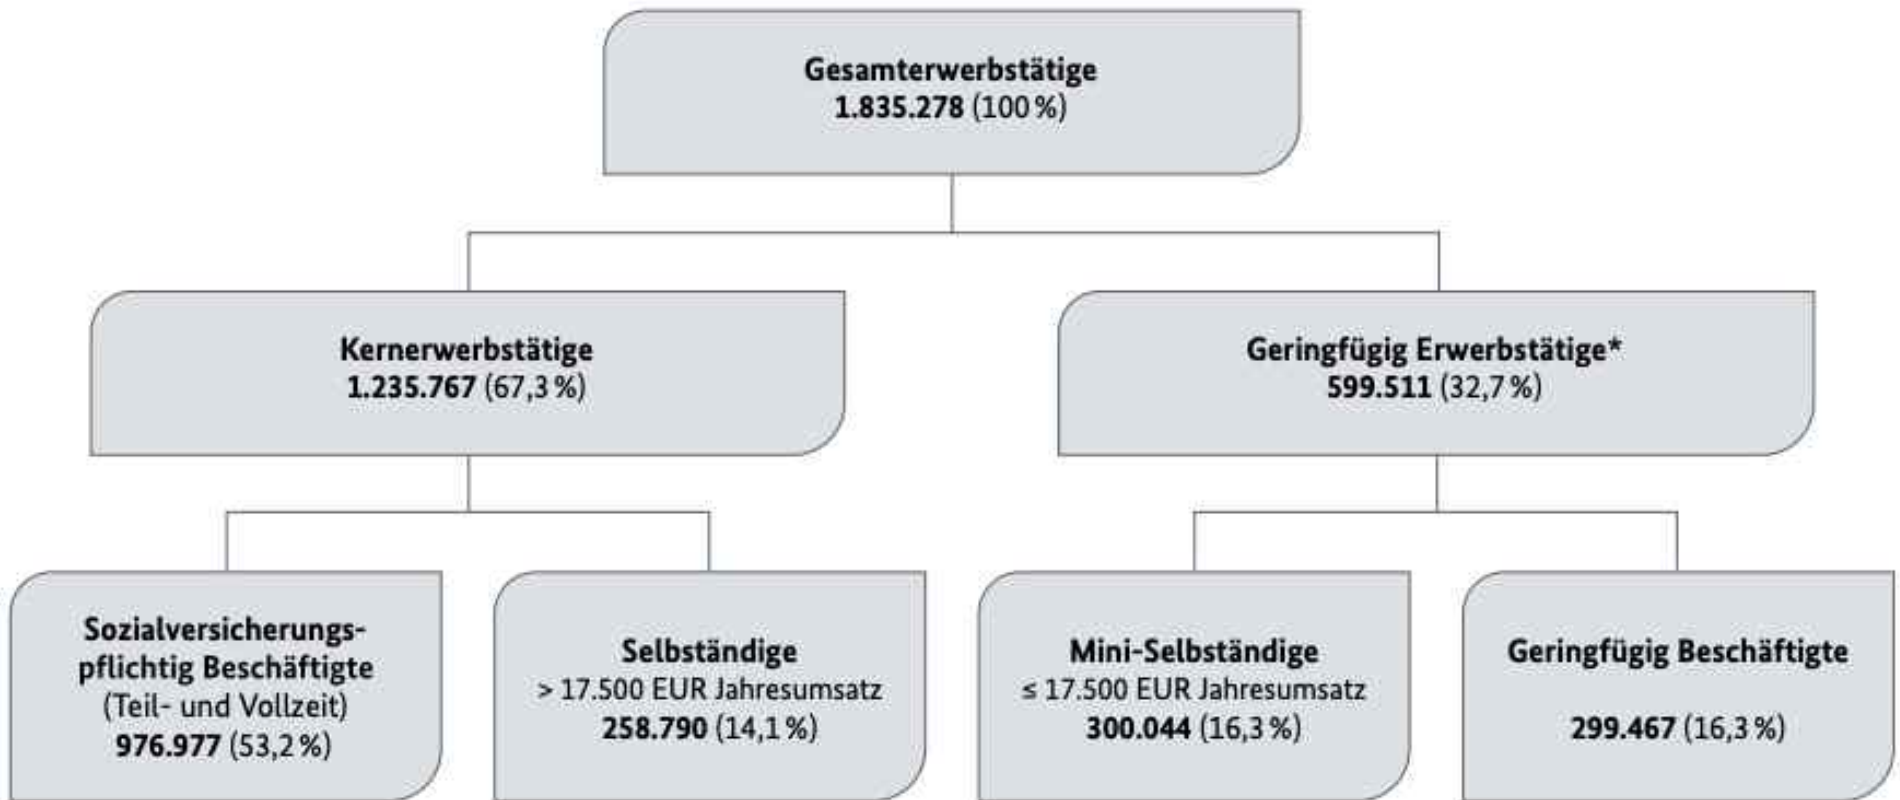 Gesamterwerbstätige
1.835.278 (100 %)
Kernerwerbstätige
1.235.767 (67,3 %)
Geringfügig Erwerbstätige*
599.511 (32,7 %)
Sozialversicherungs-
pflichtig Beschäftigte
(Teil- und Vollzeit)
976.977 (53,2 %)
Selbständige
> 17.500 EUR Jahresumsatz
258.790 (14,1 %)
Mini-Selbständige
≤ 17.500 EUR Jahresumsatz
300.044 (16,3 %)
Geringfügig Beschäftigte
299.467 (16,3 %)